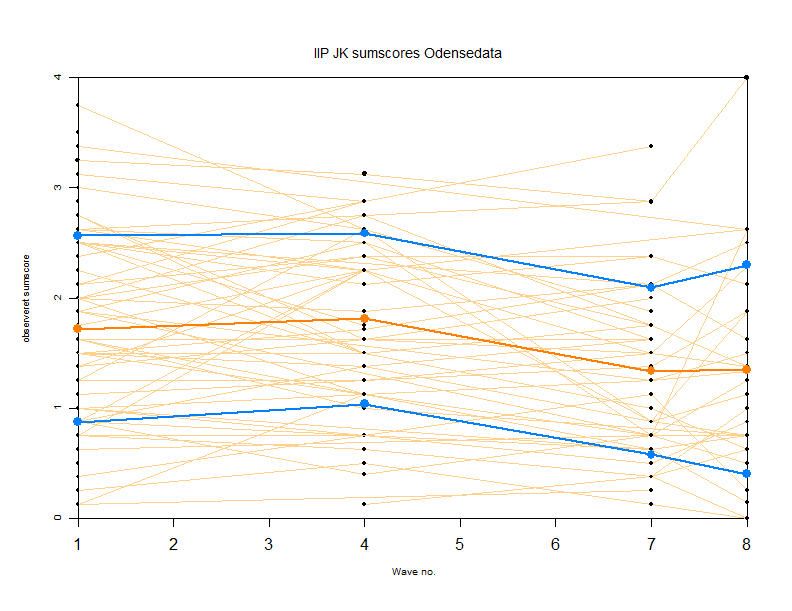 IIP JK sumscores Odensedata
4
3
2
1
0
observeret sumscore
1 2 3 4 5 6 7 8
Wave no.